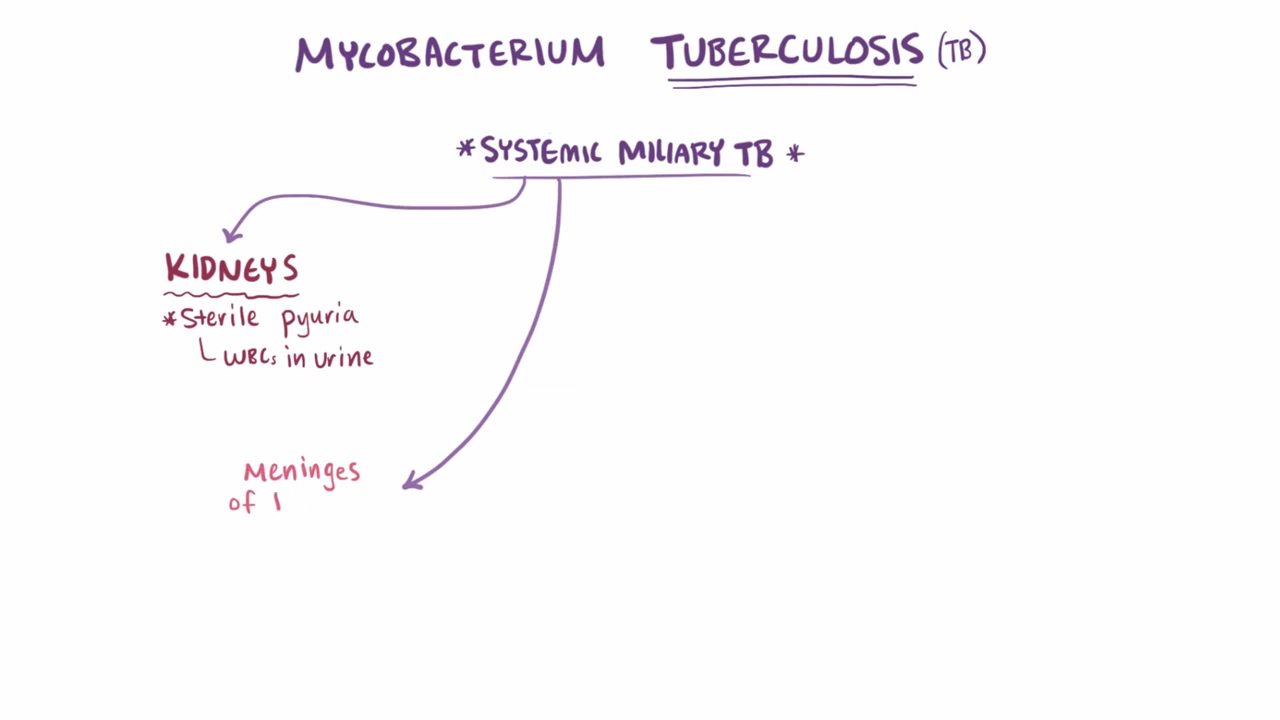 MYCOBACTERIUM TUBERCULOSIS (TB)
*SYSTEMIC MILIARY TB *
KIDNEYS
*Sterile pyuria
WBCs in urine
Meninges
of